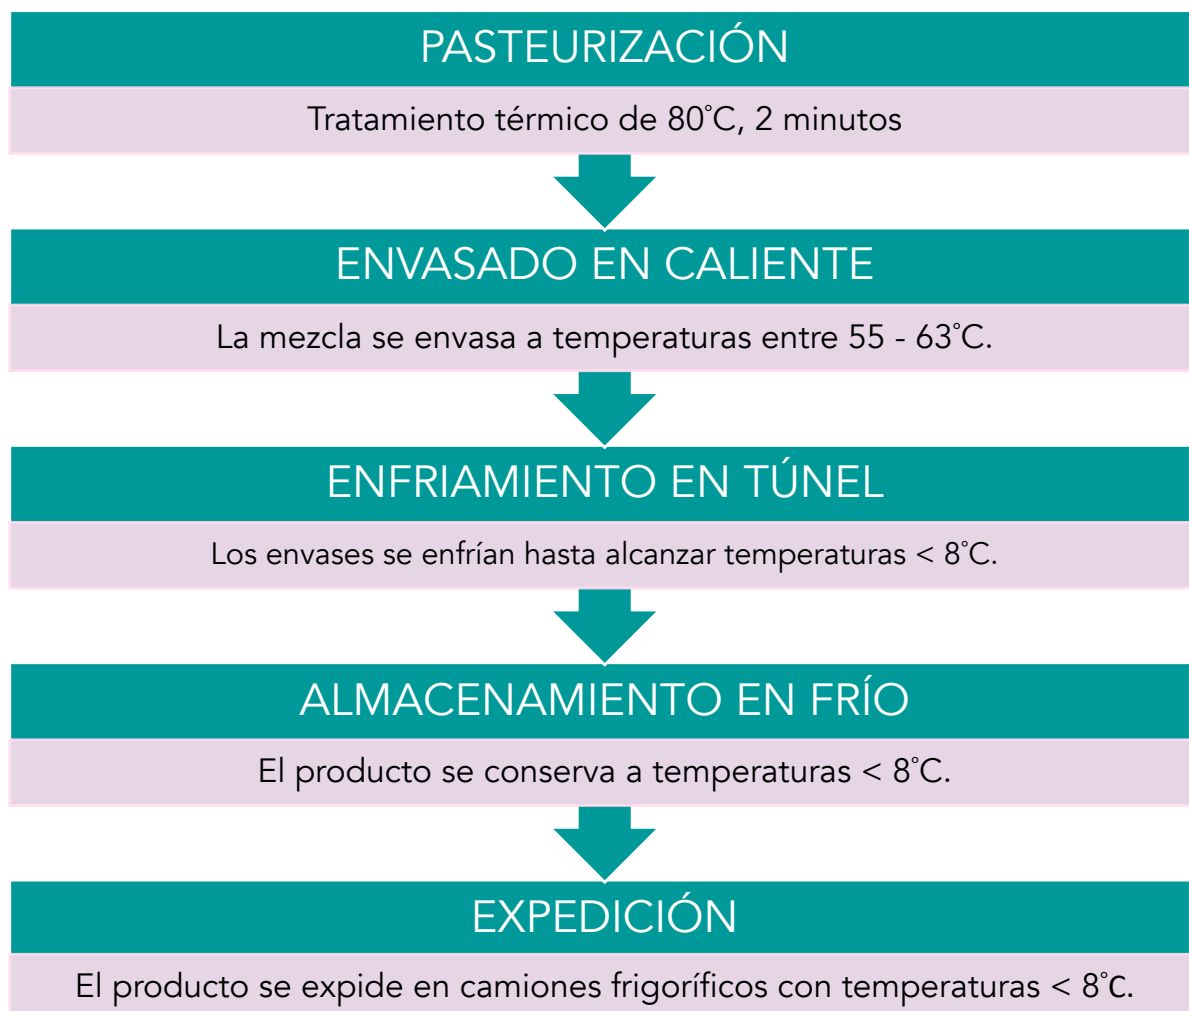 PASTEURIZACIÓN
Tratamiento térmico de 80°C, 2 minutos
ENVASADO EN CALIENTE
La mezcla se envasa a temperaturas entre 55 - 63°C.
ENFRIAMIENTO EN TÚNEL
Los envases se enfrían hasta alcanzar temperaturas < 8°C.
ALMACENAMIENTO EN FRÍO
El producto se conserva a temperaturas < 8°C.
EXPEDICIÓN
El producto se expide en camiones frigoríficos con temperaturas < 8°C.